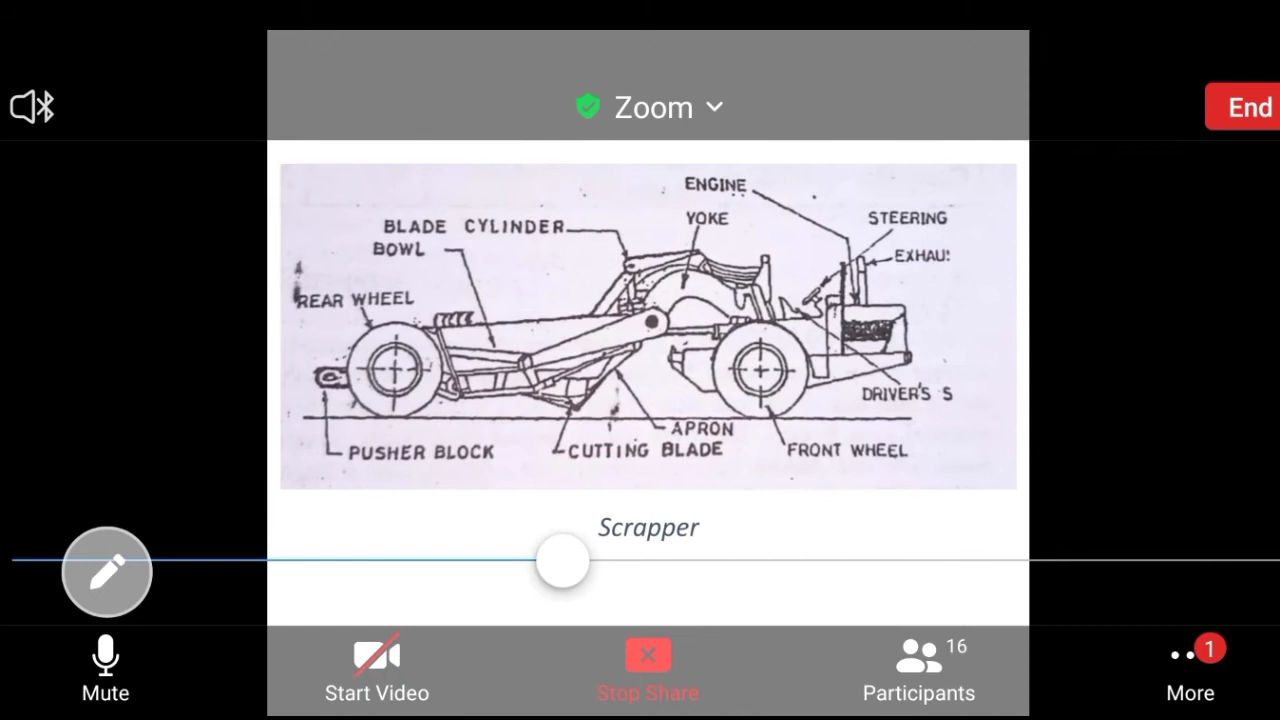 Zoom
End
ENGINE
BLADE CYLINDER
YOKE
STEERING
BOWL
EXHAU
REAR WHEEL
DRIVER'S S
APRON
PUSHER BLOCK
CUTTING BLADE
FRONT WHEEL
Scrapper
16
1
Mute
Start Video
Stop Share
Participants
More